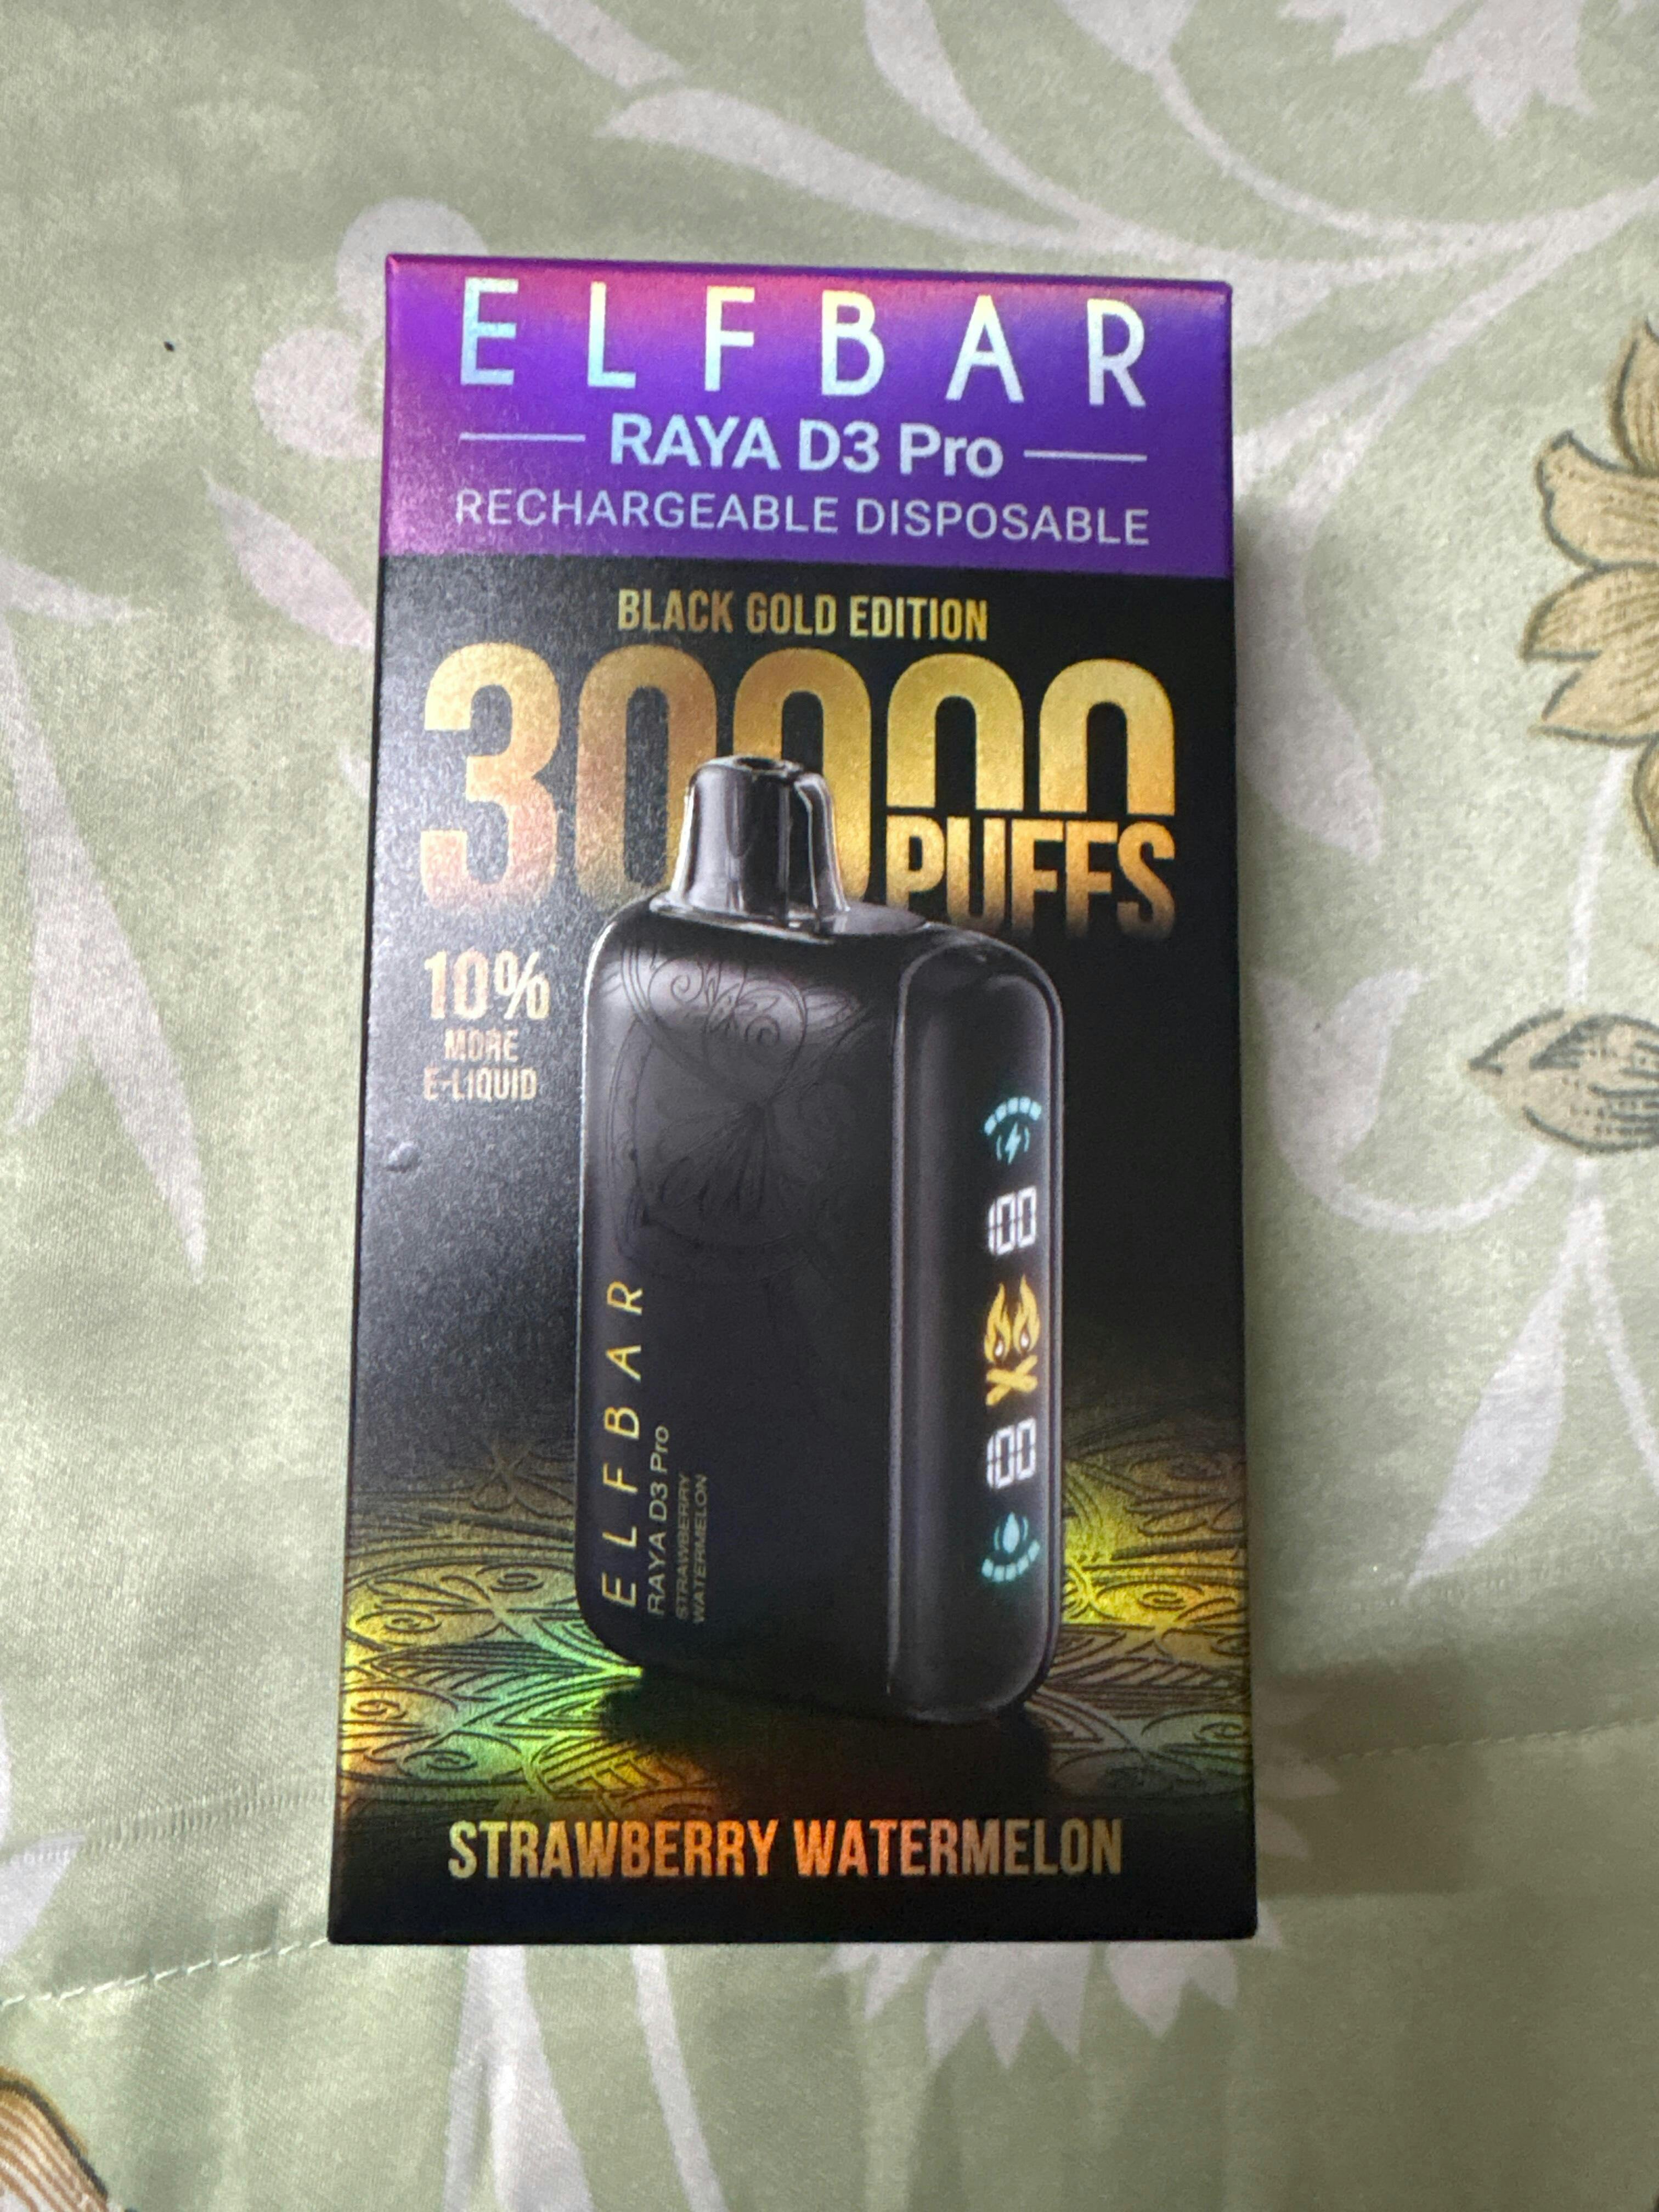 ELFBAR
RAYA D3 Pro
RECHARGEABLE DISPOSABLE
BLACK GOLD EDITION
30000
PUFFS
10%
MORE
E-LIQUID
100
100
ELFBAR
RAYA D3 Pro
STRAWBERRY
WATERMELON
STRAWBERRY WATERMELON